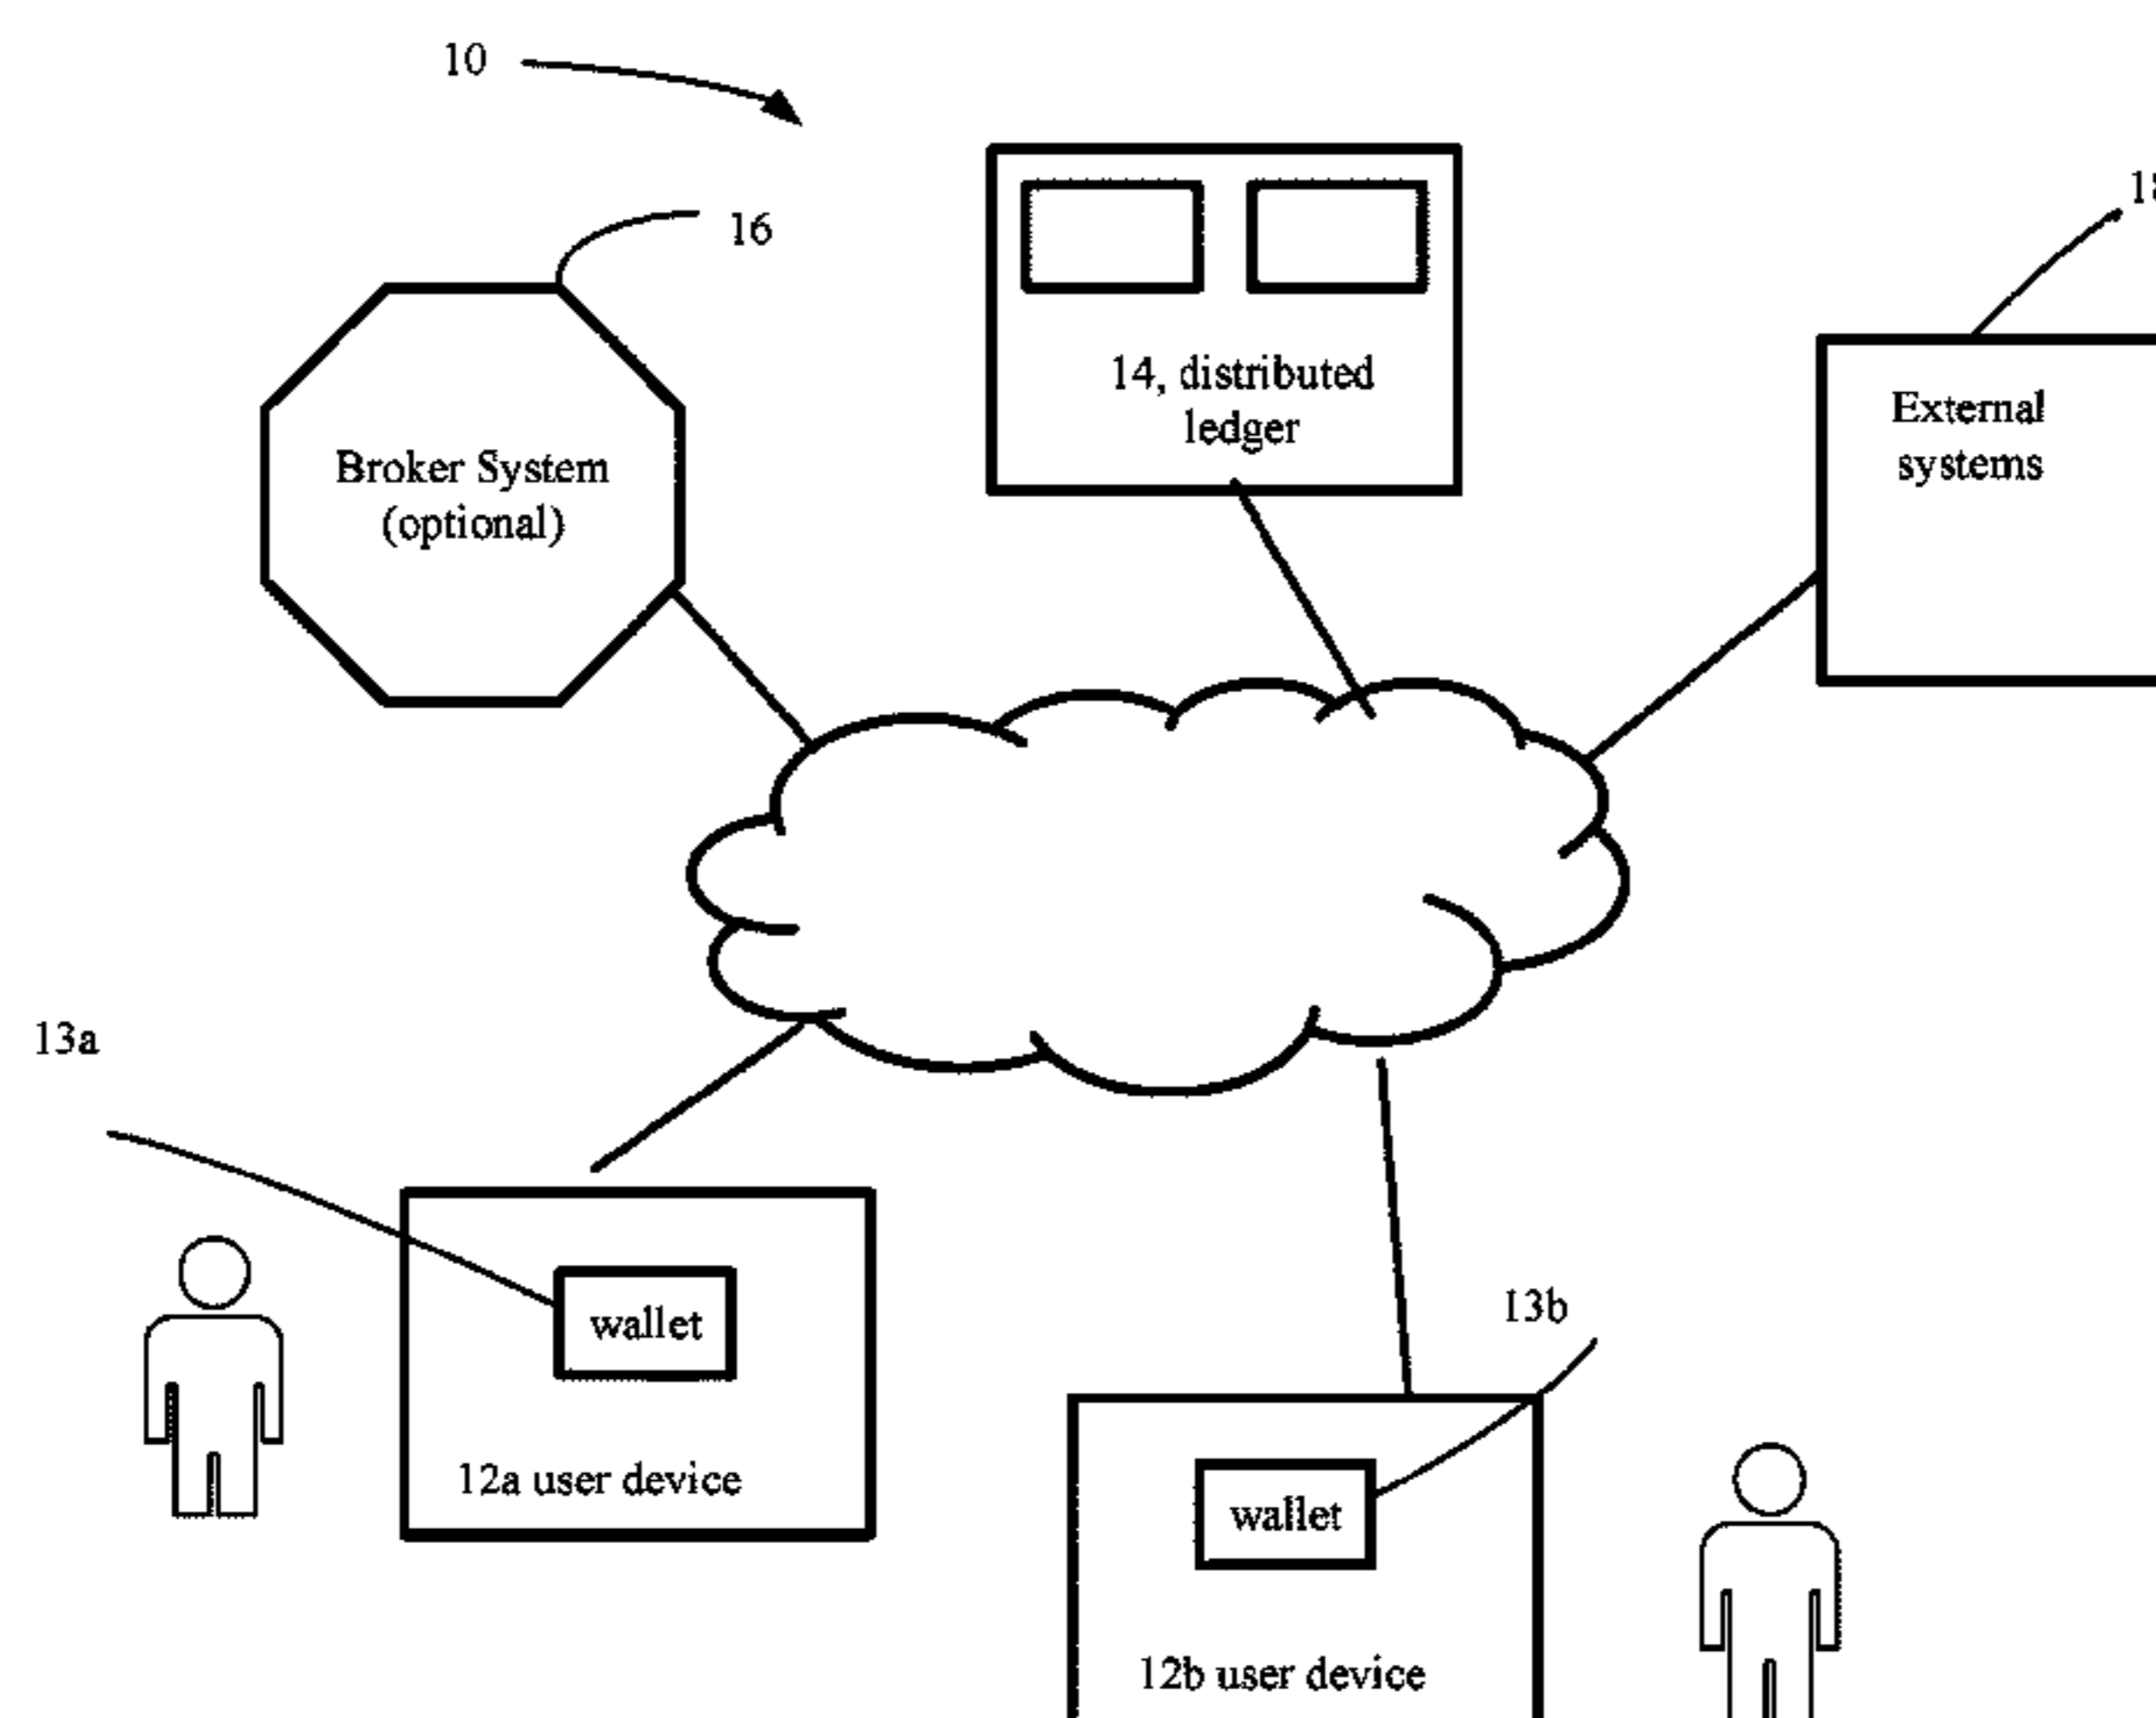 10
16
18
14, distributed
ledger
External
systems
Broker System
(optional)
13a
13b
wallet
12a user device
wallet
12b user device